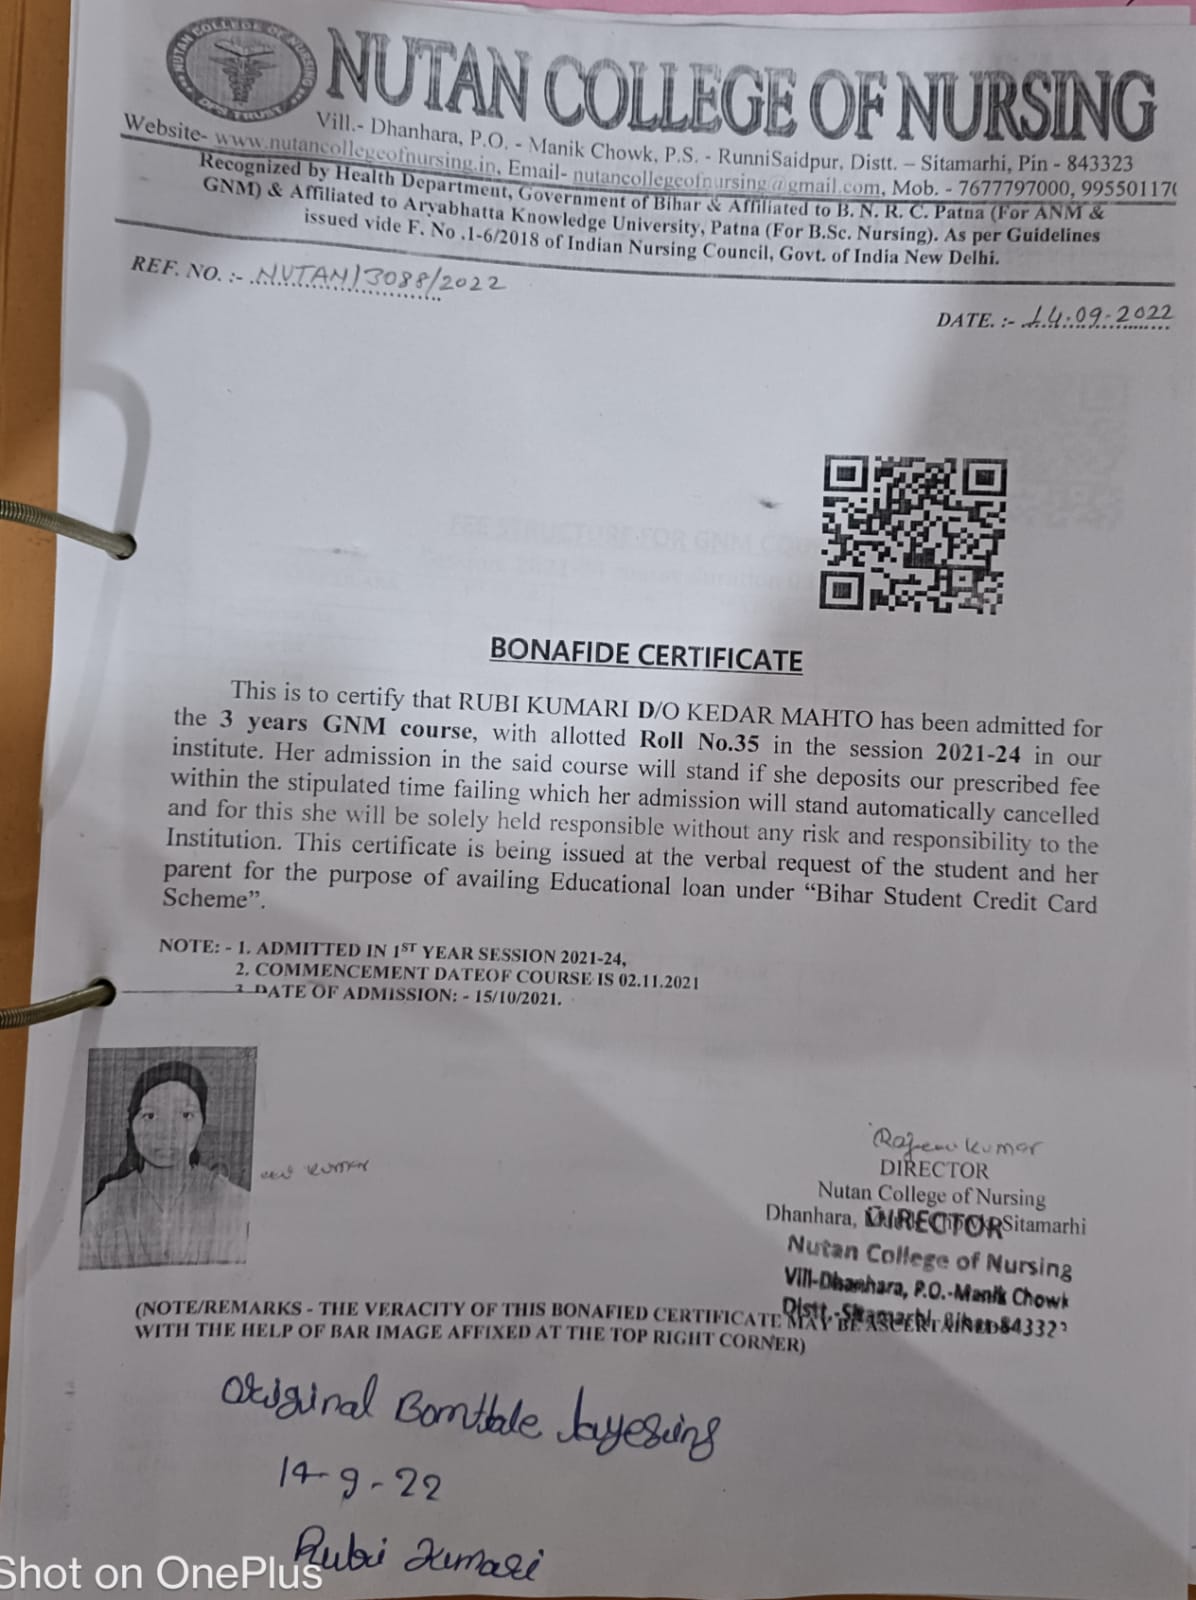 NUTAN COLLEGE OF NURSING
Vill.- Dhanhara, P.O. - Manik Chowk, P.S. - RunniSaidpur, Distt. – Sitamarhi, Pin - 843323
Website- www.nutancollegeofnursing.in, Email- nutancollegeofnursing@gmail.com, Mob. - 7677797000, 995501170
Recognized by Health Department, Government of Bihar & Affiliated to B. N. R. C. Patna (For ANM &
GNM) & Affiliated to Aryabhatta Knowledge University, Patna (For B.Sc. Nursing). As per Guidelines
issued vide F. No .1-6/2018 of Indian Nursing Council, Govt. of India New Delhi.
REF. NO. :- NUTAN/3088/2022
DATE. :- 14.09.2022
BONAFIDE CERTIFICATE
This is to certify that RUBI KUMARI D/O KEDAR MAHTO has been admitted for
the 3 years GNM course, with allotted Roll No.35 in the session 2021-24 in our
institute. Her admission in the said course will stand if she deposits our prescribed fee
within the stipulated time failing which her admission will stand automatically cancelled
and for this she will be solely held responsible without any risk and responsibility to the
Institution. This certificate is being issued at the verbal request of the student and her
parent for the purpose of availing Educational loan under “Bihar Student Credit Card
Scheme”.
NOTE: - 1. ADMITTED IN 1ST YEAR SESSION 2021-24,
2. COMMENCEMENT DATEOF COURSE IS 02.11.2021
3. DATE OF ADMISSION: - 15/10/2021.
Kumar
Rajeev Kumar
DIRECTOR
Nutan College of Nursing
Dhanhara, Sitamarhi
DIRECTOR
Nutan College of Nursing
Vill-Dhanhara, P.O.-Manik Chowk
Distt.-Sitamarhi, Bihar-84332
(NOTE/REMARKS - THE VERACITY OF THIS BONAFIED CERTIFICATE MAY BE ASCERTAINED
WITH THE HELP OF BAR IMAGE AFFIXED AT THE TOP RIGHT CORNER)
Original
14-9-22
Rubi Kumari
Shot on OnePlus